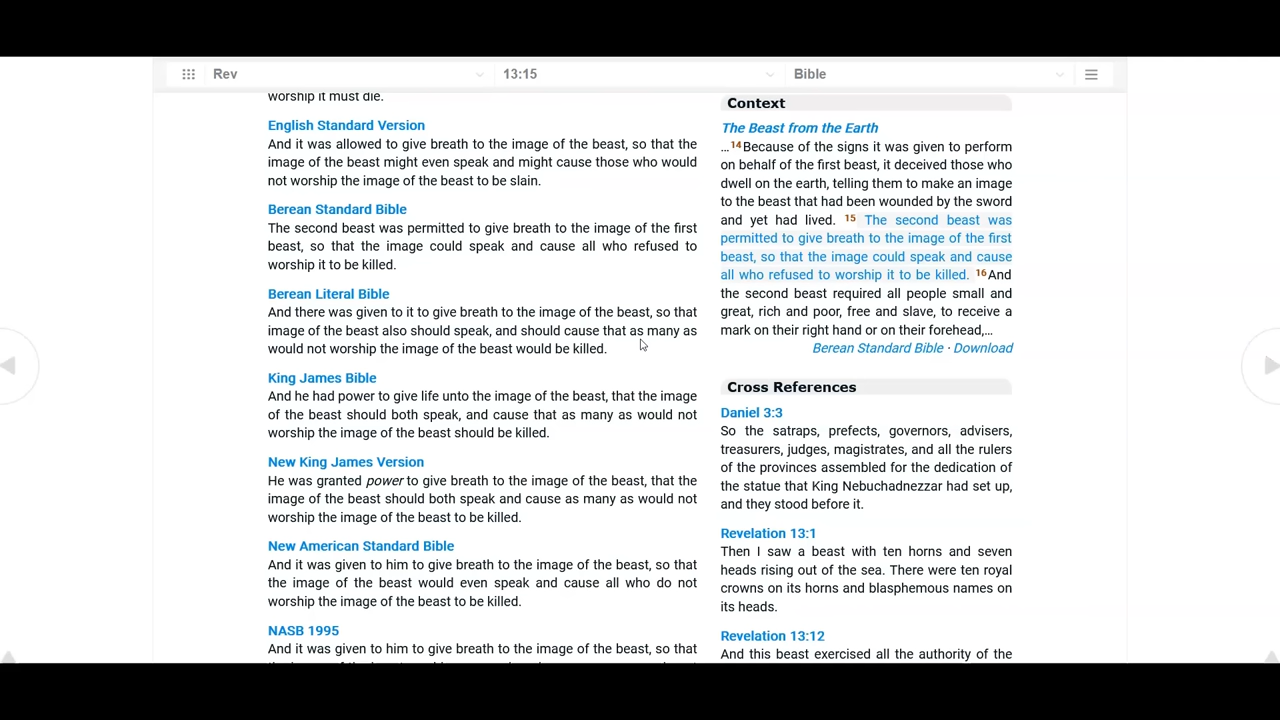 Rev
13:15
Bible
worship it must die.
English Standard Version
And it was allowed to give breath to the image of the beast, so that the
image of the beast might even speak and might cause those who would
not worship the image of the beast to be slain.
Berean Standard Bible
The second beast was permitted to give breath to the image of the first
beast, so that the image could speak and cause all who refused to
worship it to be killed.
Berean Literal Bible
And there was given to it to give breath to the image of the beast, so that
image of the beast also should speak, and should cause that as many as
would not worship the image of the beast would be killed.
King James Bible
And he had power to give life unto the image of the beast, that the image
of the beast should both speak, and cause that as many as would not
worship the image of the beast should be killed.
New King James Version
He was granted power to give breath to the image of the beast, that the
image of the beast should both speak and cause as many as would not
worship the image of the beast to be killed.
New American Standard Bible
And it was given to him to give breath to the image of the beast, so that
the image of the beast would even speak and cause all who do not
worship the image of the beast to be killed.
NASB 1995
And it was given to him to give breath to the image of the beast, so that
Context
The Beast from the Earth
...14Because of the signs it was given to perform
on behalf of the first beast, it deceived those who
dwell on the earth, telling them to make an image
to the beast that had been wounded by the sword
and yet had lived. 15 The second beast was
permitted to give breath to the image of the first
beast, so that the image could speak and cause
all who refused to worship it to be killed. 16And
the second beast required all people small and
great, rich and poor, free and slave, to receive a
mark on their right hand or on their forehead,...
Berean Standard Bible · Download
Cross References
Daniel 3:3
So the satraps, prefects, governors, advisers,
treasurers, judges, magistrates, and all the rulers
of the provinces assembled for the dedication of
the statue that King Nebuchadnezzar had set up,
and they stood before it.
Revelation 13:1
Then I saw a beast with ten horns and seven
heads rising out of the sea. There were ten royal
crowns on its horns and blasphemous names on
its heads.
Revelation 13:12
And this beast exercised all the authority of the